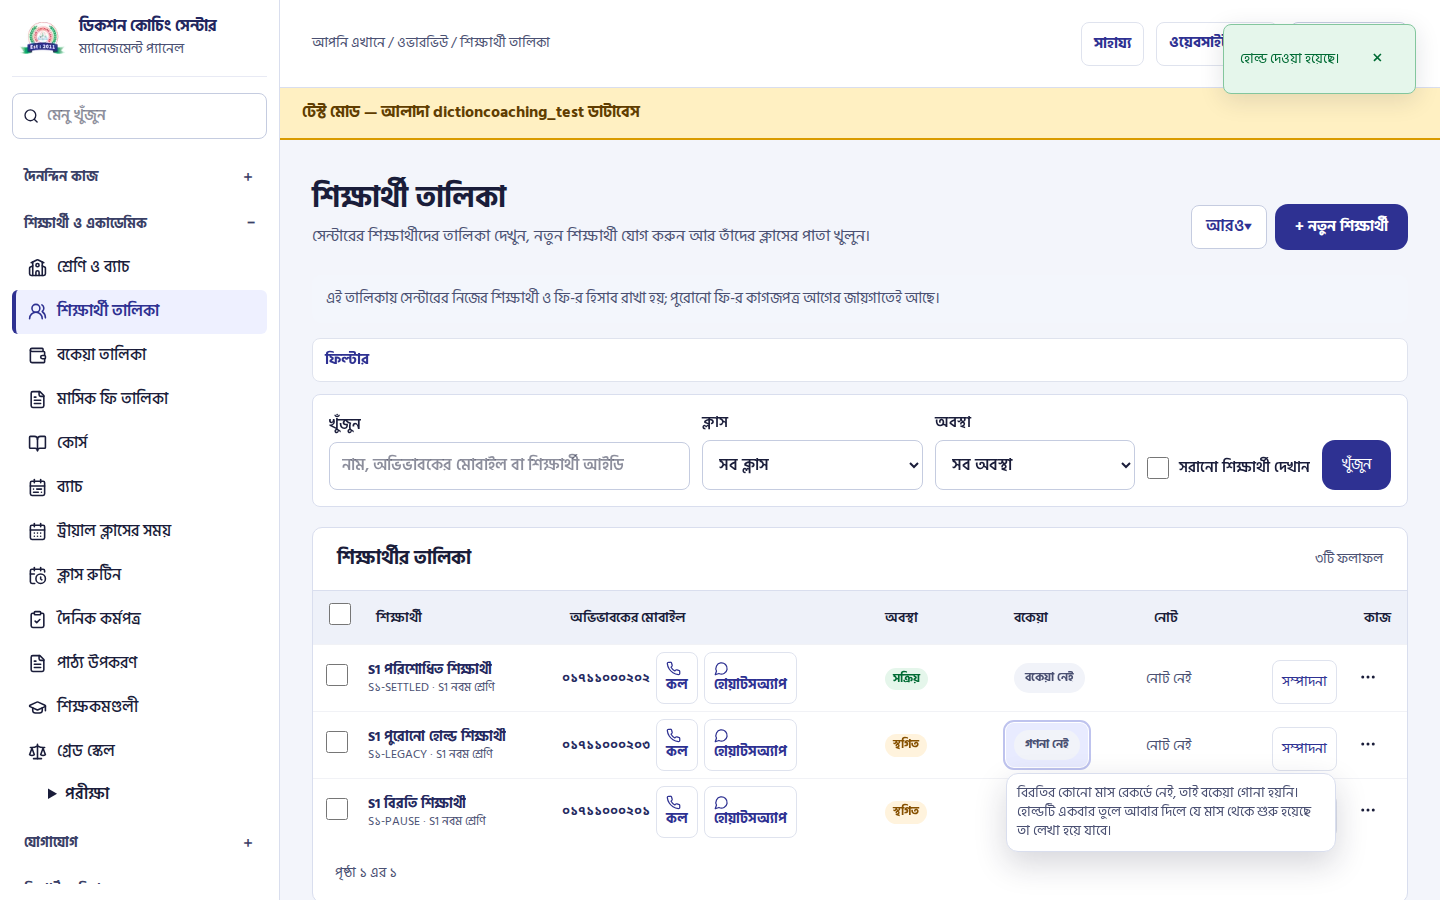 ডিকশন কোচিং সেন্টার
ম্যানেজমেন্ট প্যানেল
Est : 2011
মেনু খুঁজুন
দৈনন্দিন কাজ +
শিক্ষার্থী ও একাডেমিক −
শ্রেণি ও ব্যাচ
শিক্ষার্থী তালিকা
বকেয়া তালিকা
মাসিক ফি তালিকা
কোর্স
ব্যাচ
ট্রায়াল ক্লাসের সময়
ক্লাস রুটিন
দৈনিক কর্মপত্র
পাঠ্য উপকরণ
শিক্ষকমণ্ডলী
গ্রেড স্কেল
পরীক্ষা
যোগাযোগ +
আপনি এখানে / ওভারভিউ / শিক্ষার্থী তালিকা
সাহায্য
হোল্ড দেওয়া হয়েছে। ×
টেস্ট মোড — আলাদা dictioncoaching_test ডাটাবেস
শিক্ষার্থী তালিকা
সেন্টারের শিক্ষার্থীদের তালিকা দেখুন, নতুন শিক্ষার্থী যোগ করুন আর তাঁদের ক্লাসের পাতা খুলুন।
আরও▾
+ নতুন শিক্ষার্থী
এই তালিকায় সেন্টারের নিজের শিক্ষার্থী ও ফি-র হিসাব রাখা হয়; পুরোনো ফি-র কাগজপত্র আগের জায়গাতেই আছে।
ফিল্টার
খুঁজুন ক্লাস অবস্থা
নাম, অভিভাবকের মোবাইল বা শিক্ষার্থী আইডি সব ক্লাস সব অবস্থা সরানো শিক্ষার্থী দেখান খুঁজুন
শিক্ষার্থীর তালিকা ৩টি ফলাফল
শিক্ষার্থী অভিভাবকের মোবাইল অবস্থা বকেয়া নোট কাজ
S1 পরিশোধিত শিক্ষার্থী
S১-SETTLED · S1 নবম শ্রেণি
০১৭১১০০০২০২ কল হোয়াটসঅ্যাপ সক্রিয় বকেয়া নেই নোট নেই সম্পাদনা ···
S1 পুরোনো হোল্ড শিক্ষার্থী
S১-LEGACY · S1 নবম শ্রেণি
০১৭১১০০০২০৩ কল হোয়াটসঅ্যাপ স্থগিত গণনা নেই নোট নেই সম্পাদনা ···
S1 বিরতি শিক্ষার্থী
S১-PAUSE · S1 নবম শ্রেণি
০১৭১১০০০২০১ কল হোয়াটসঅ্যাপ স্থগিত ···
বিরতির কোনো মাস রেকর্ডে নেই, তাই বকেয়া গোনা হয়নি।
হোল্ডটি একবার তুলে আবার দিলে যে মাস থেকে শুরু হয়েছে
তা লেখা হয়ে যাবে।
পৃষ্ঠা ১ এর ১